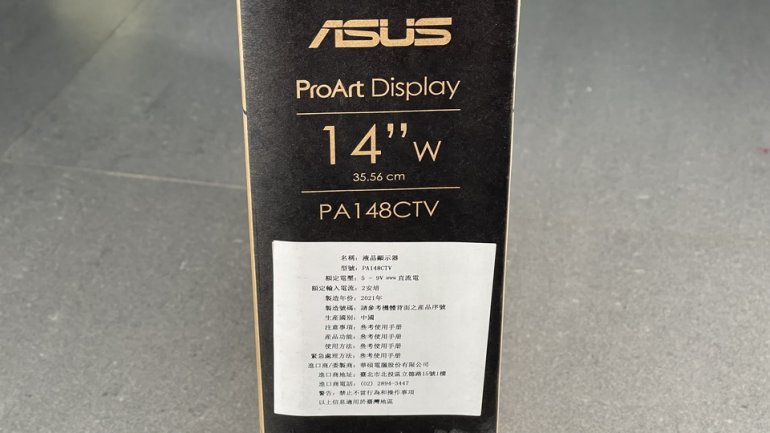 ASUS
ProArt Display
14” W
35.56 cm
PA148CTV
名稱：液晶顯示器
型號：PA148CTV
額定電壓：5 - 9V ⎓ 直流電
額定輸入電流：2安培
製造年份：2021年
製造號碼：請參考機體背面之產品序號
生產國別：中國
注意事項：參考使用手冊
產品功能：參考使用手冊
使用方法：參考使用手冊
緊急處理方法：參考使用手冊
進口商/委製商：華碩電腦股份有限公司
進口商地址：臺北市北投區立德路15號1樓
進口商電話：(02) 2894-3447
警告：禁止不當行為和操作事項
以上信息適用於臺灣地區